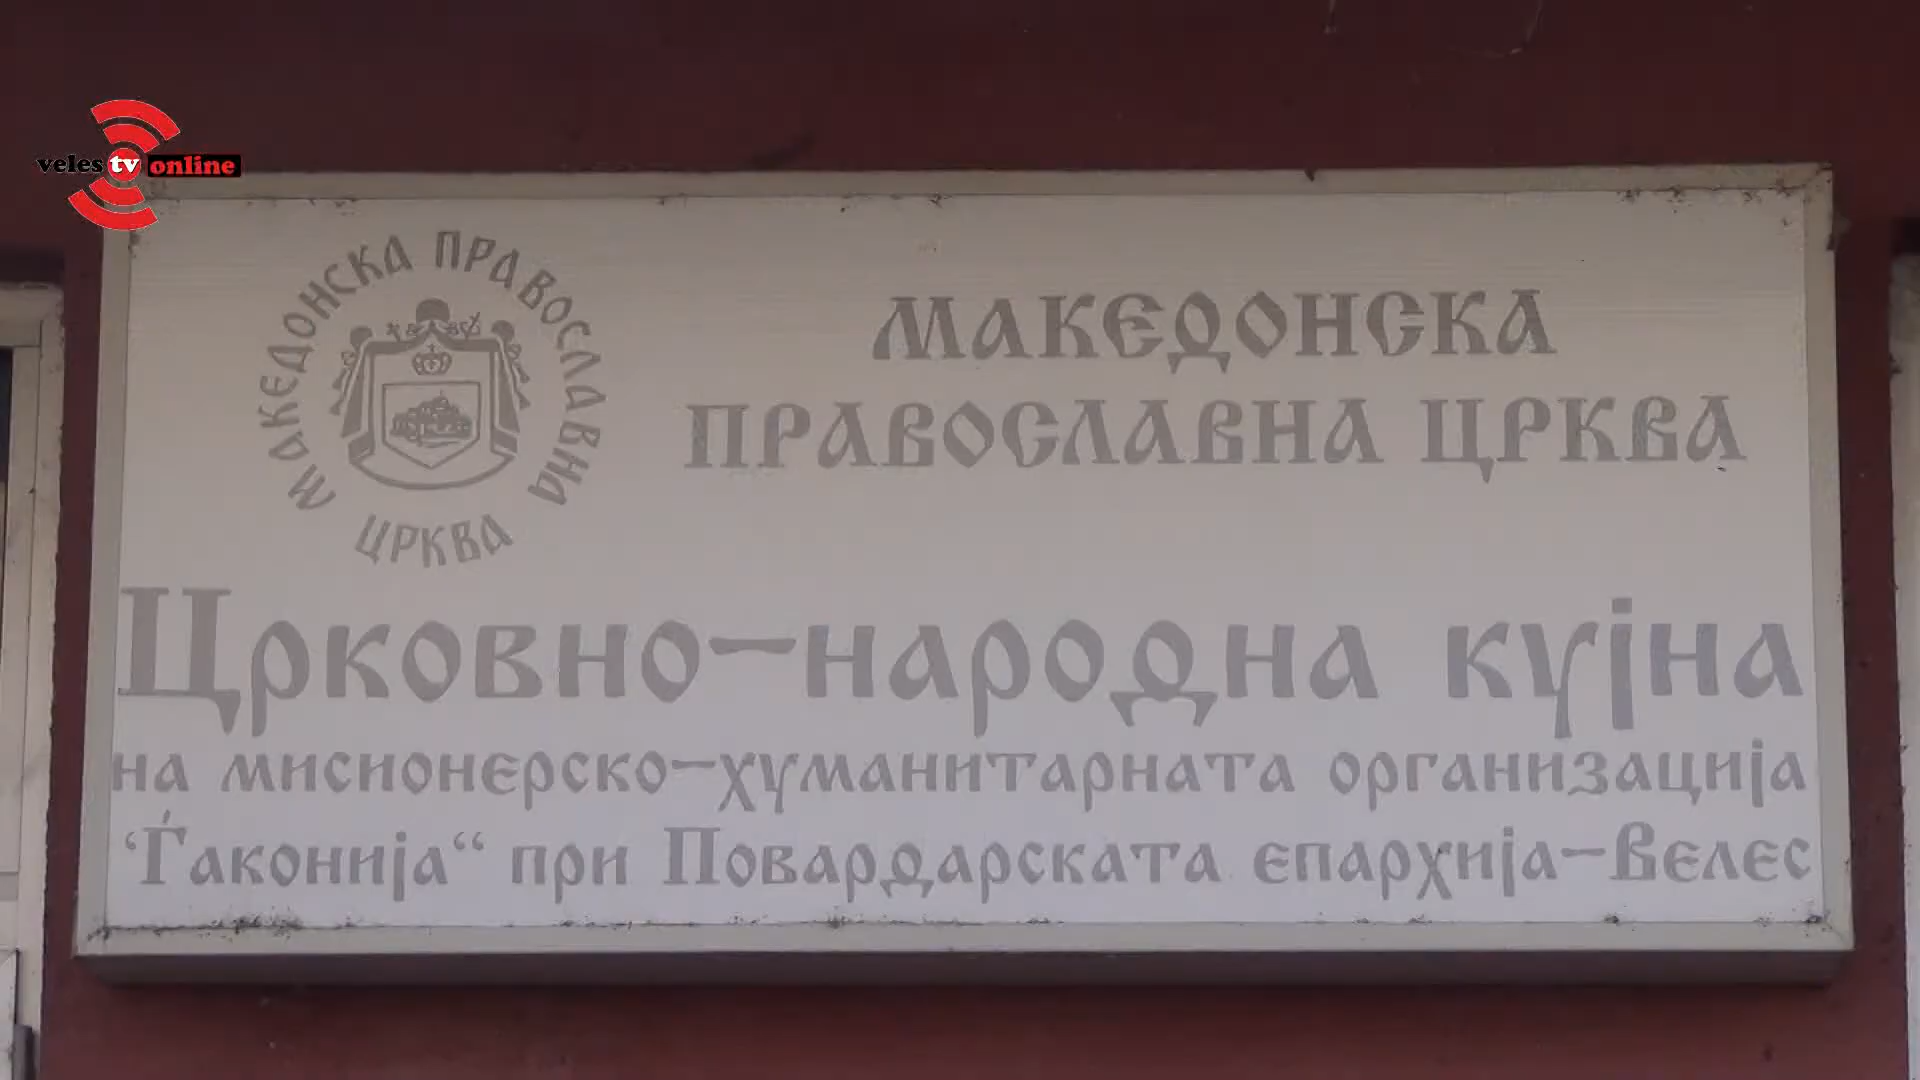 veles tv online
МАКЕДОНСКА ПРАВОСЛАВНА ЦРКВА
МАКЕДОНСКА
ПРАВОСЛАВНА ЦРКВА
Црковно-народна кујна
на мисионерско-хуманитарната организација
“Ѓаконија“ при Повардарската епархија-Велес